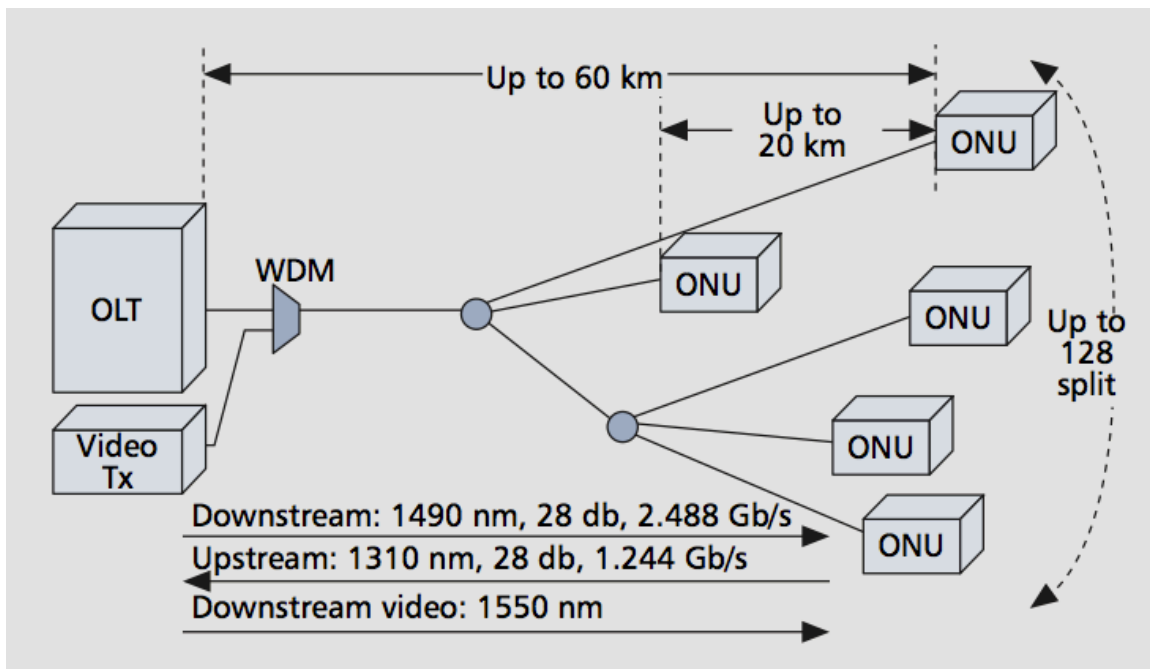 Up to 60 km
Up to
20 km
ONU
WDM
OLT
ONU
ONU
Up to
128
split
Video
Tx
ONU
ONU
Downstream: 1490 nm, 28 db, 2.488 Gb/s
Upstream: 1310 nm, 28 db, 1.244 Gb/s
Downstream video: 1550 nm